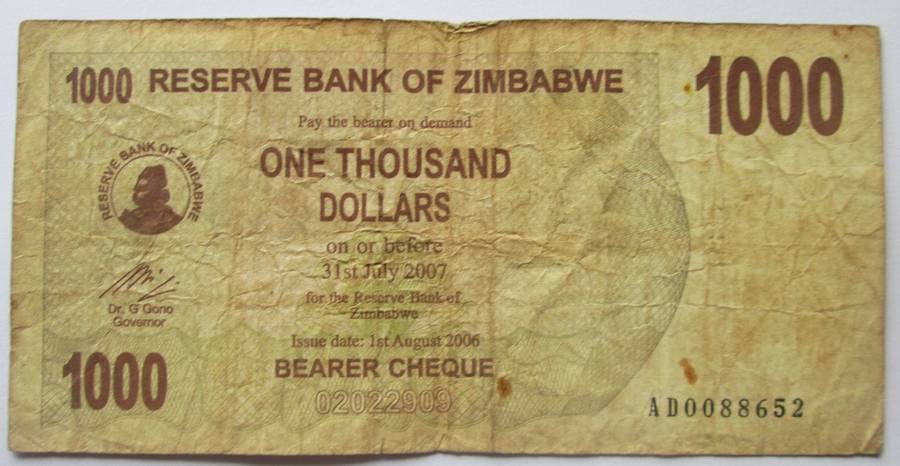 1000 RESERVE BANK OF ZIMBABWE 1000
Pay the bearer on demand
ONE THOUSAND
DOLLARS
RESERVE BANK OF ZIMBABWE
on or before
31st July 2007
for the Reserve Bank of
Zimbabwe
Dr. G Gono
Governor
Issue date: 1st August 2006
1000 BEARER CHEQUE
02022909
AD0088652